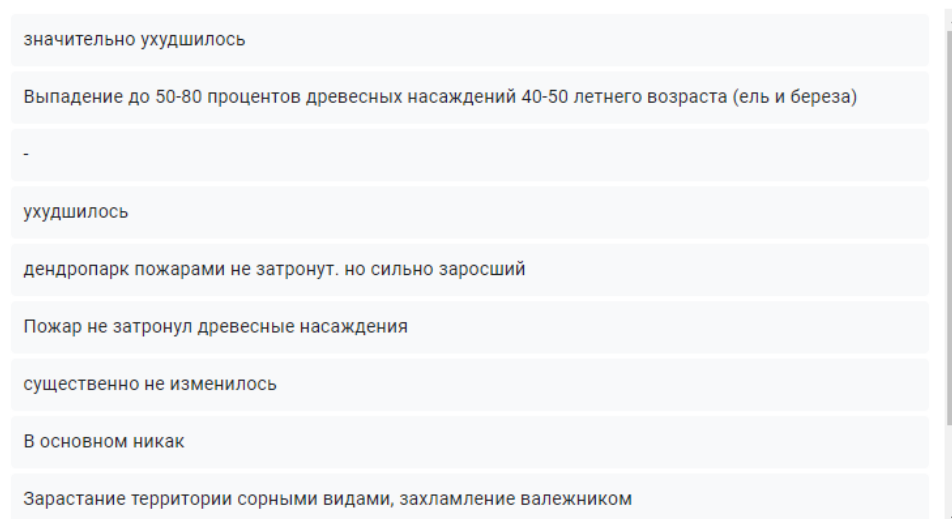 значительно ухудшилось
Выпадение до 50-80 процентов древесных насаждений 40-50 летнего возраста (ель и береза)
-
ухудшилось
дендропарк пожарами не затронут. но сильно заросший
Пожар не затронул древесные насаждения
существенно не изменилось
В основном никак
Зарастание территории сорными видами, захламление валежником